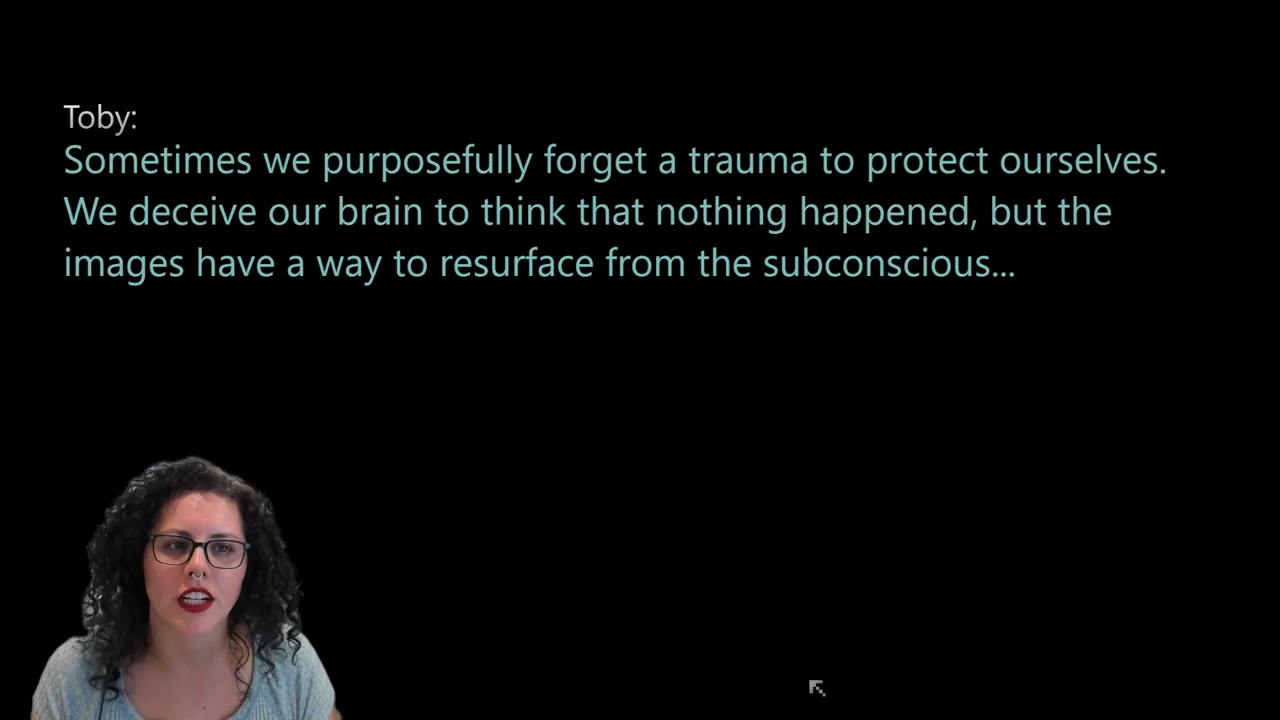 Toby:
Sometimes we purposefully forget a trauma to protect ourselves.
We deceive our brain to think that nothing happened, but the
images have a way to resurface from the subconscious...